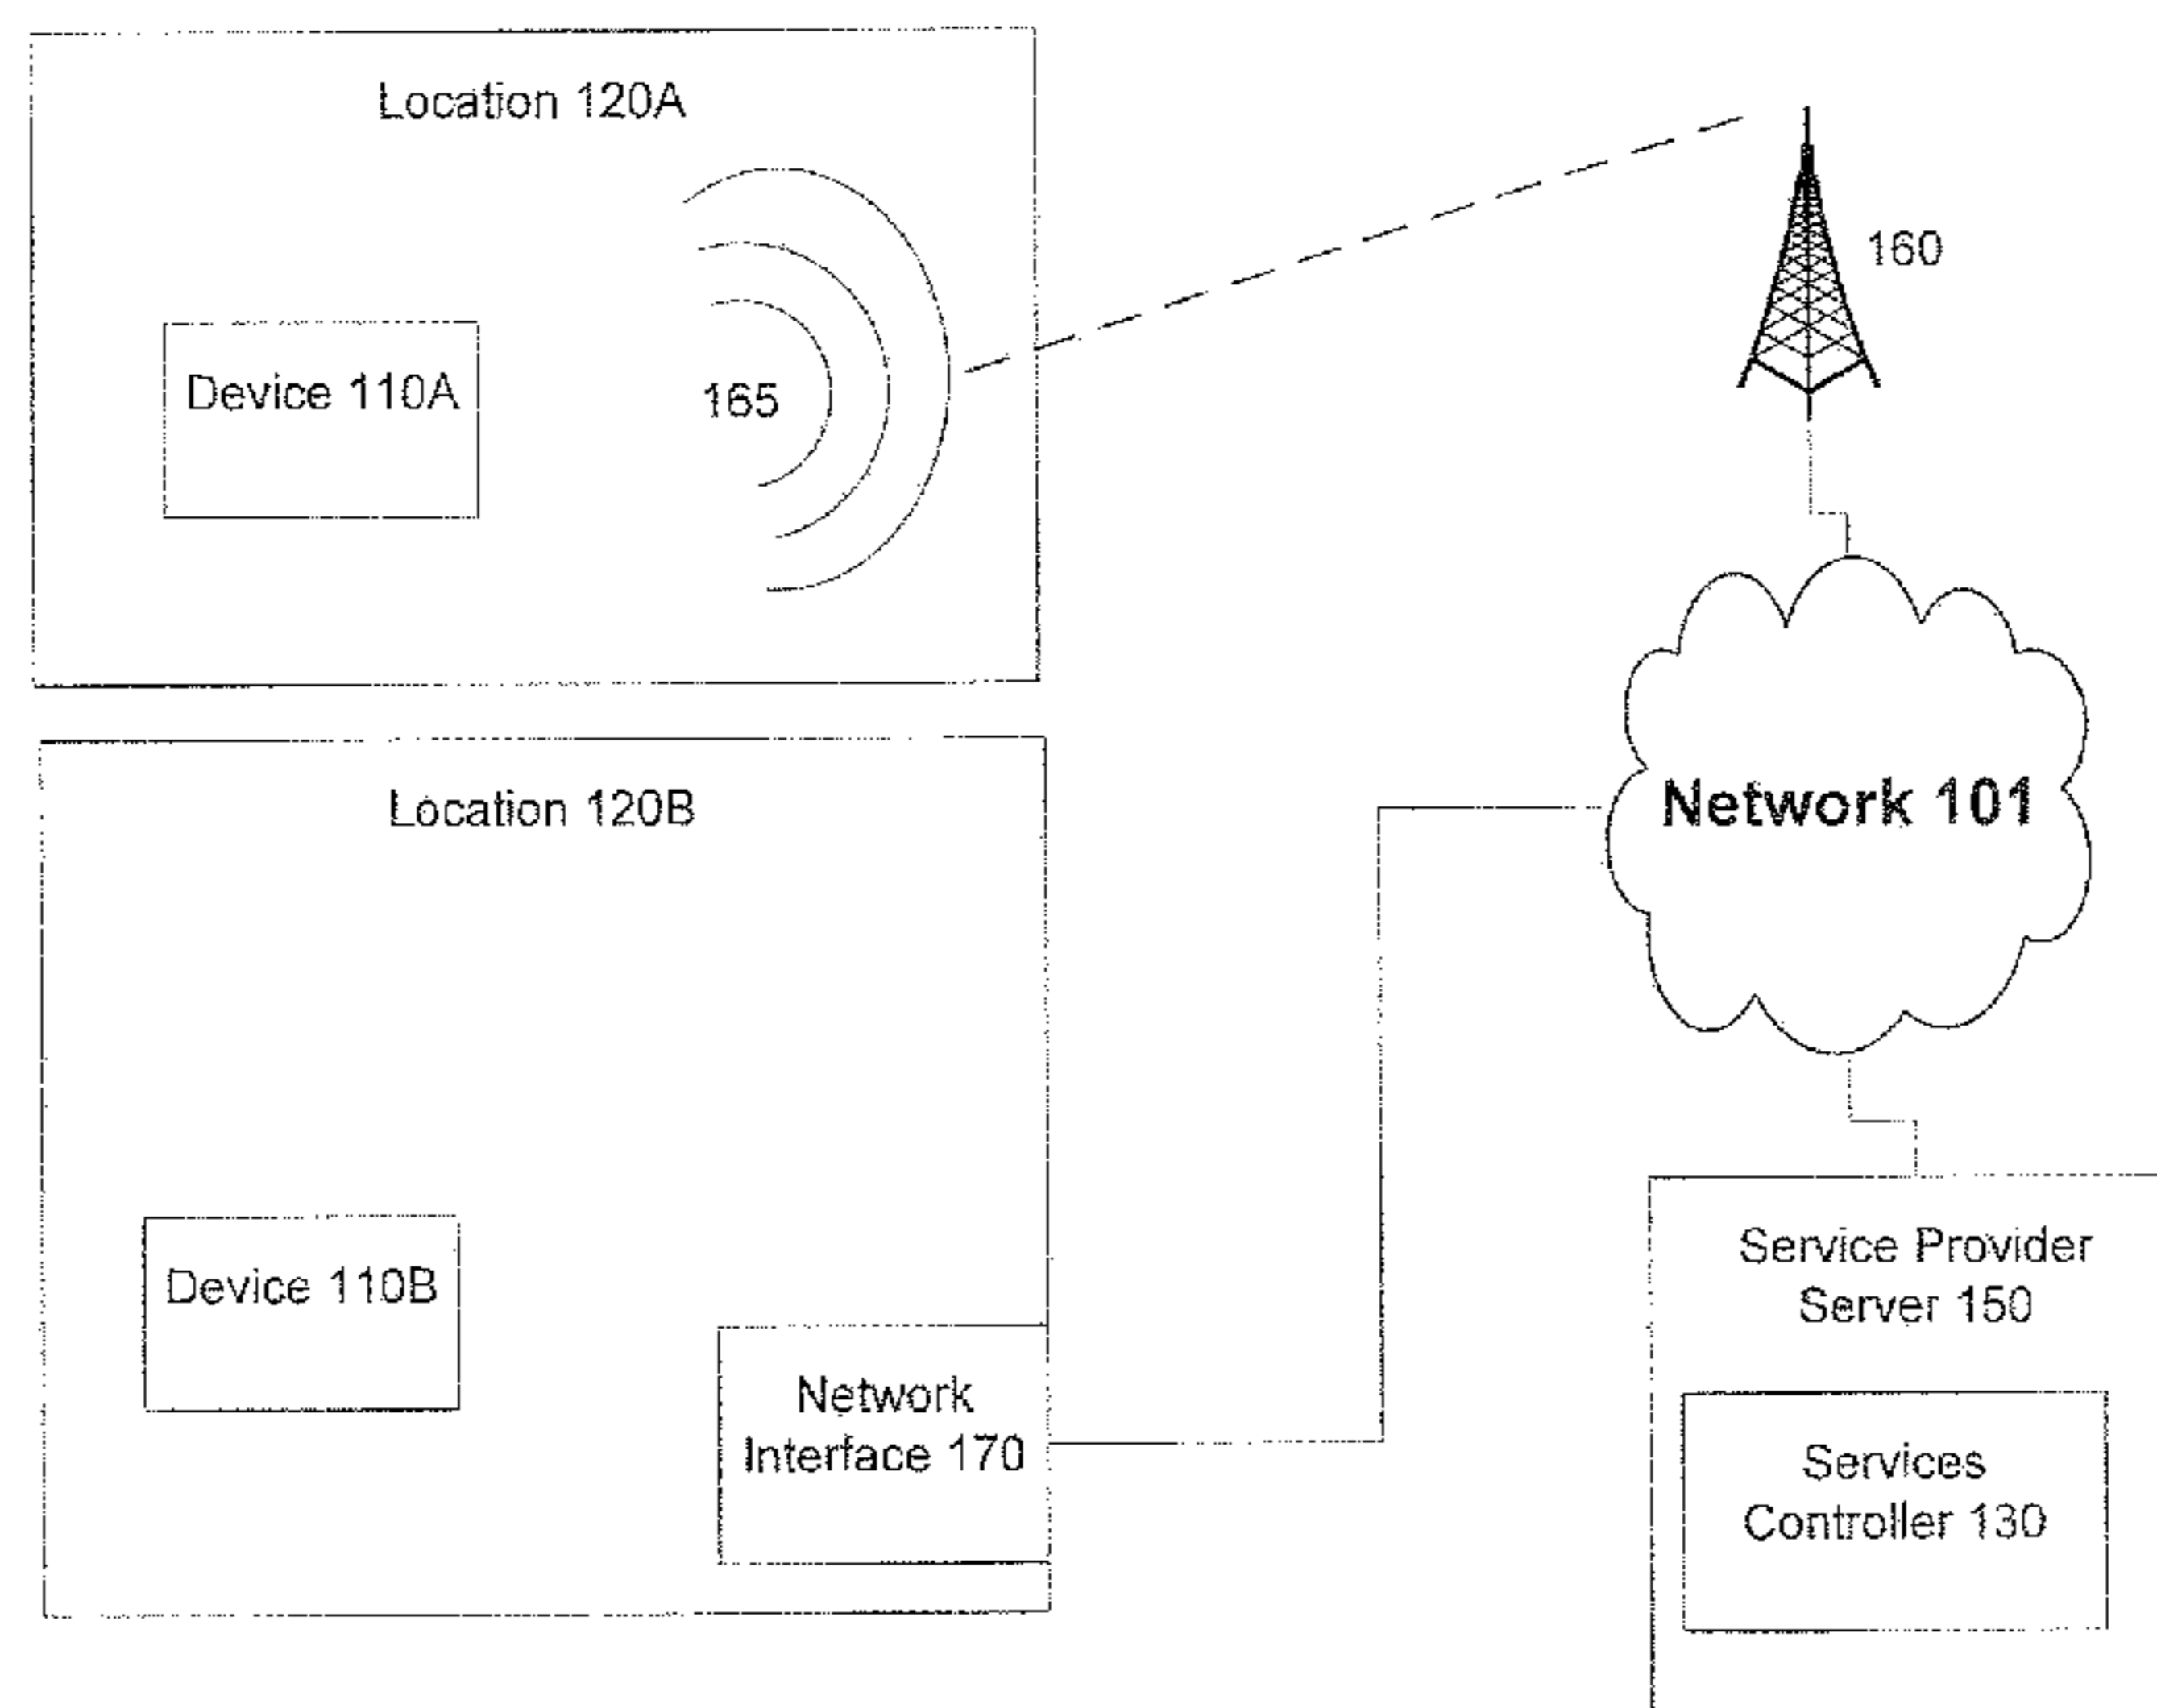 Location 120A
160
Device 110A
165
Location 120B
Network 101
Device 110B
Service Provider
Server 150
Network
Interface 170
Services
Controller 130